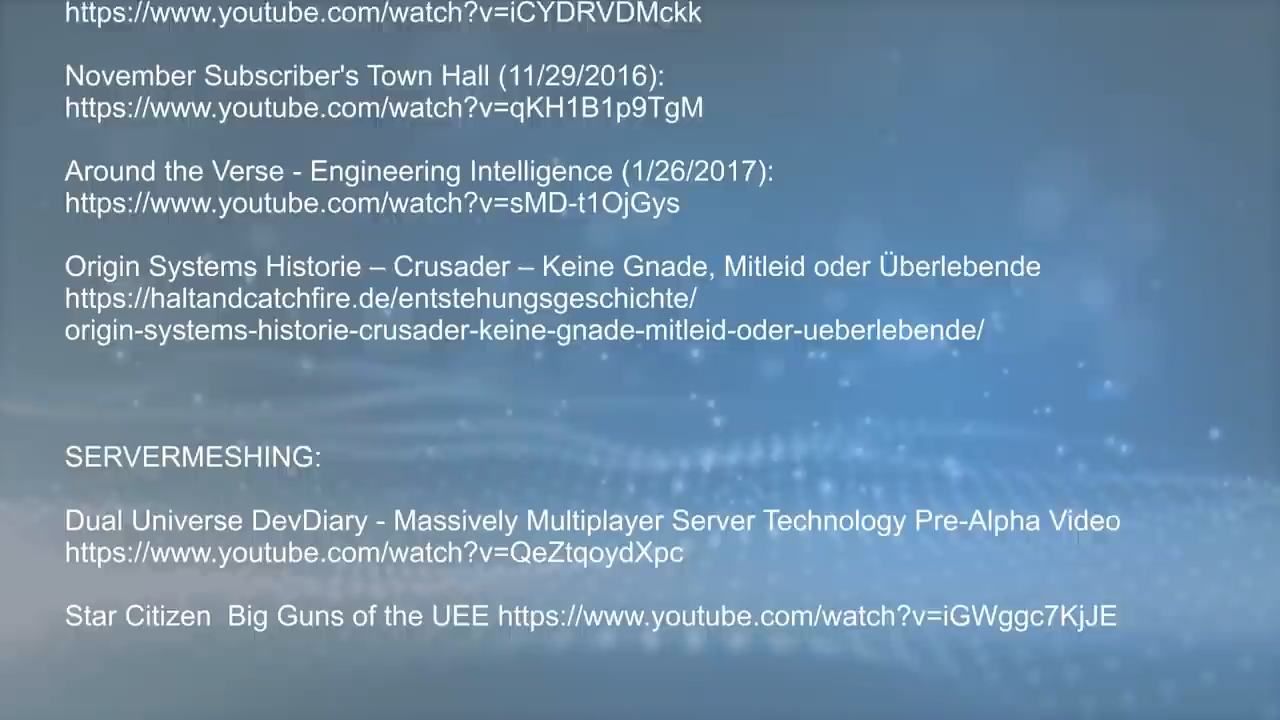 https://www.youtube.com/watch?v=iCYDRVDMckk
November Subscriber's Town Hall (11/29/2016):
https://www.youtube.com/watch?v=qKH1B1p9TgM
Around the Verse - Engineering Intelligence (1/26/2017):
https://www.youtube.com/watch?v=sMD-t1OjGys
Origin Systems Historie – Crusader – Keine Gnade, Mitleid oder Überlebende
https://haltandcatchfire.de/entstehungsgeschichte/
origin-systems-historie-crusader-keine-gnade-mitleid-oder-ueberlebende/
SERVERMESHING:
Dual Universe DevDiary - Massively Multiplayer Server Technology Pre-Alpha Video
https://www.youtube.com/watch?v=QeZtqoydXpc
Star Citizen  Big Guns of the UEE https://www.youtube.com/watch?v=iGWggc7KjJE